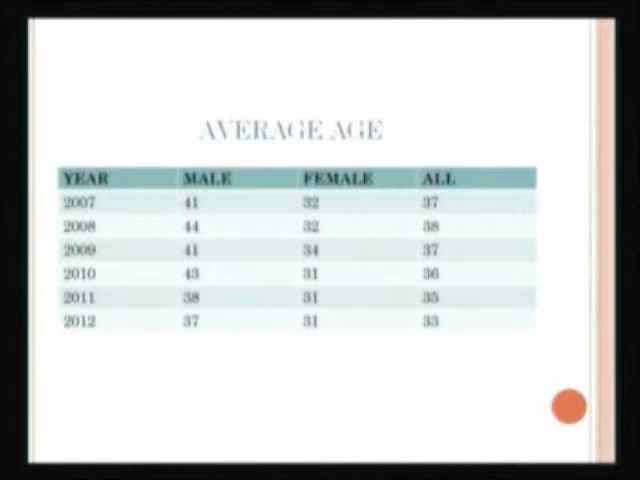 AVERAGE AGE
YEAR MALE FEMALE ALL
2007 41 32 37
2008 44 32 38
2009 41 34 37
2010 43 31 36
2011 38 31 35
2012 37 31 33